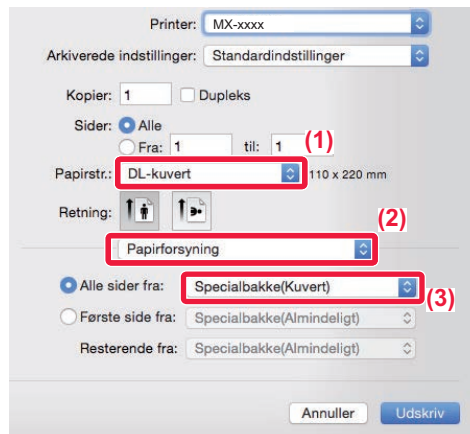 Printer: MX-xxxx
Arkiverede indstillinger: Standardindstillinger
Kopier: 1 Dupleks
Sider: Alle
Fra: 1 til: 1 (1)
Papirstr.: DL-kuvert 110 x 220 mm
Retning:
(2)
Papirforsyning
Alle sider fra: Specialbakke(Kuvert)
(3)
Første side fra: Specialbakke(Almindeligt)
Resterende fra: Specialbakke(Almindeligt)
Annuller Udskriv